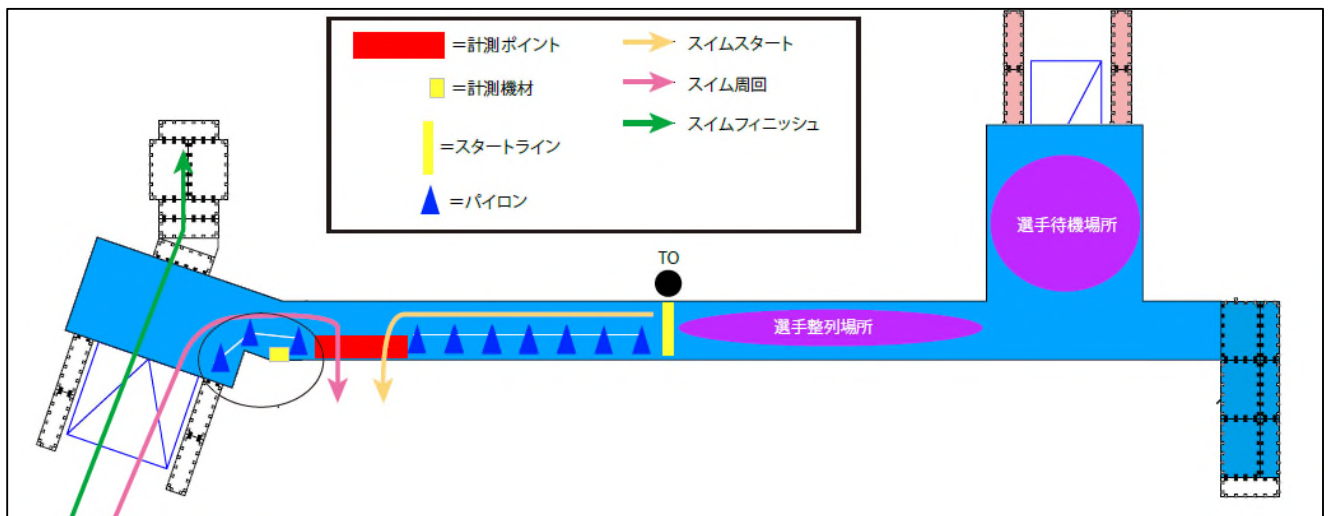 =計測ポイント
=計測機材
=スタートライン
=パイロン
スイムスタート
スイム周回
スイムフィニッシュ
TO
選手待機場所
選手整列場所